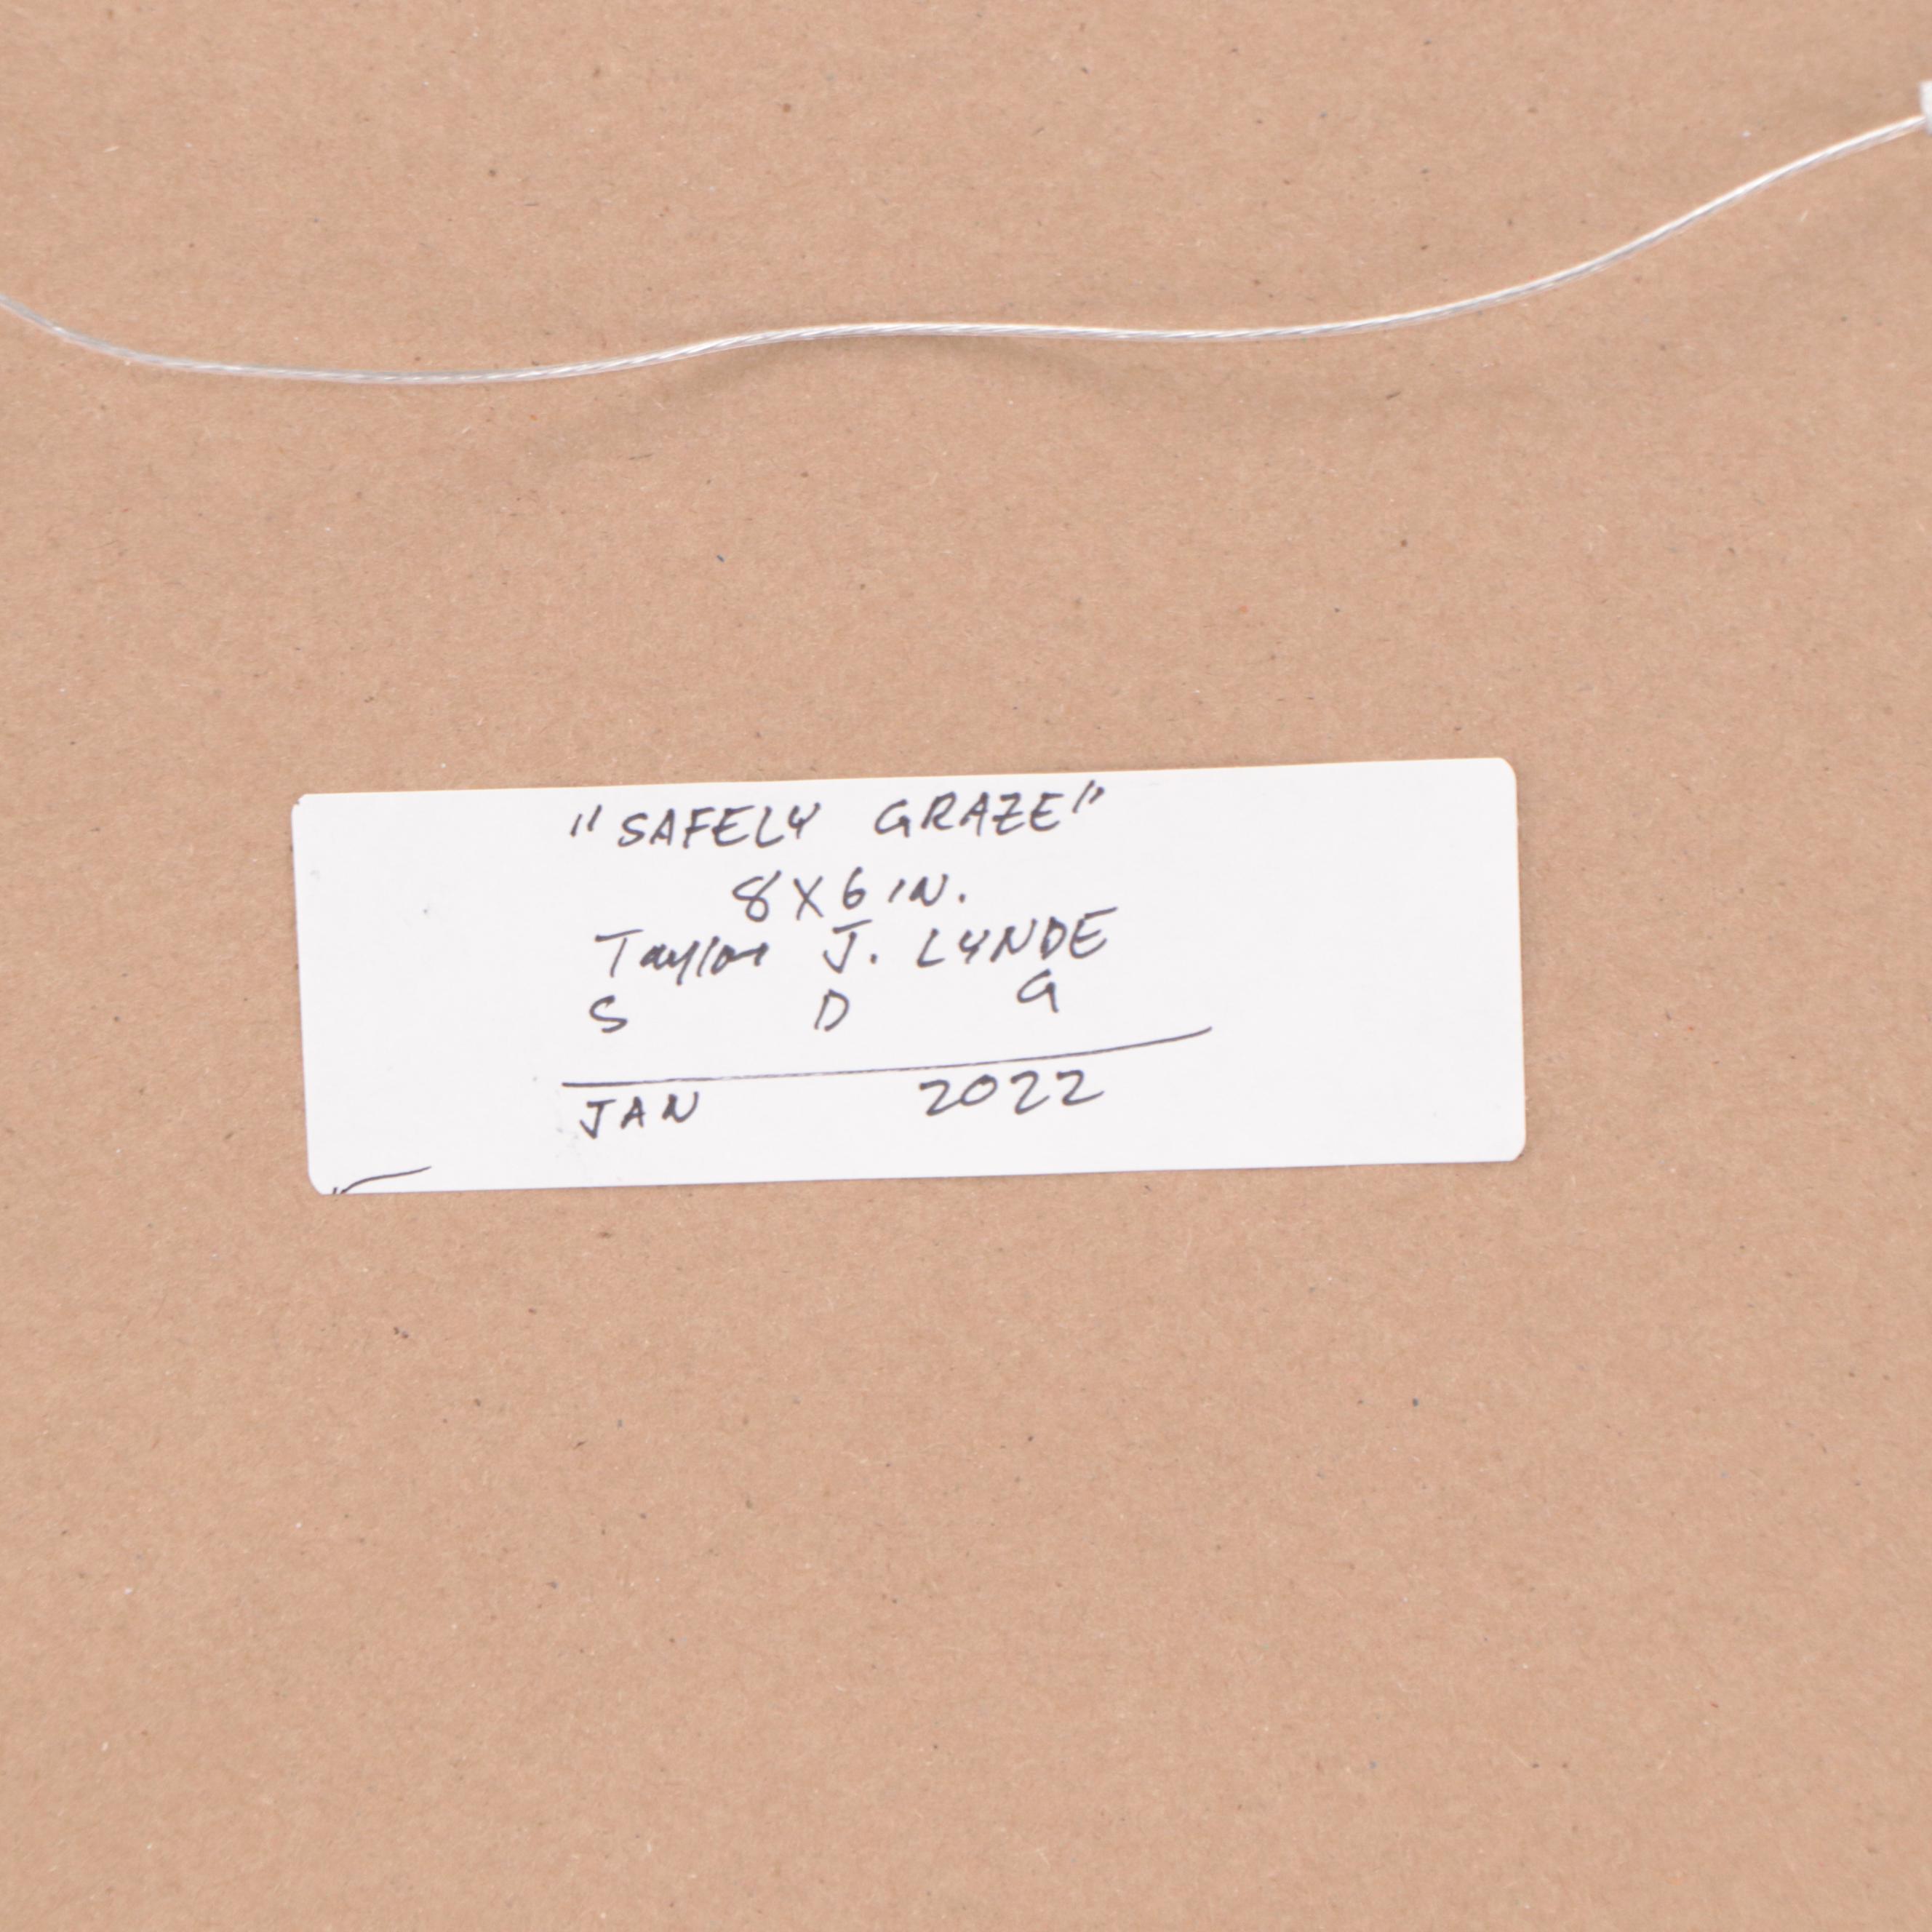 "SAFELY GRAZE"
8X6 IN.
Taylor J. LYNDE
S D G
JAN 2022